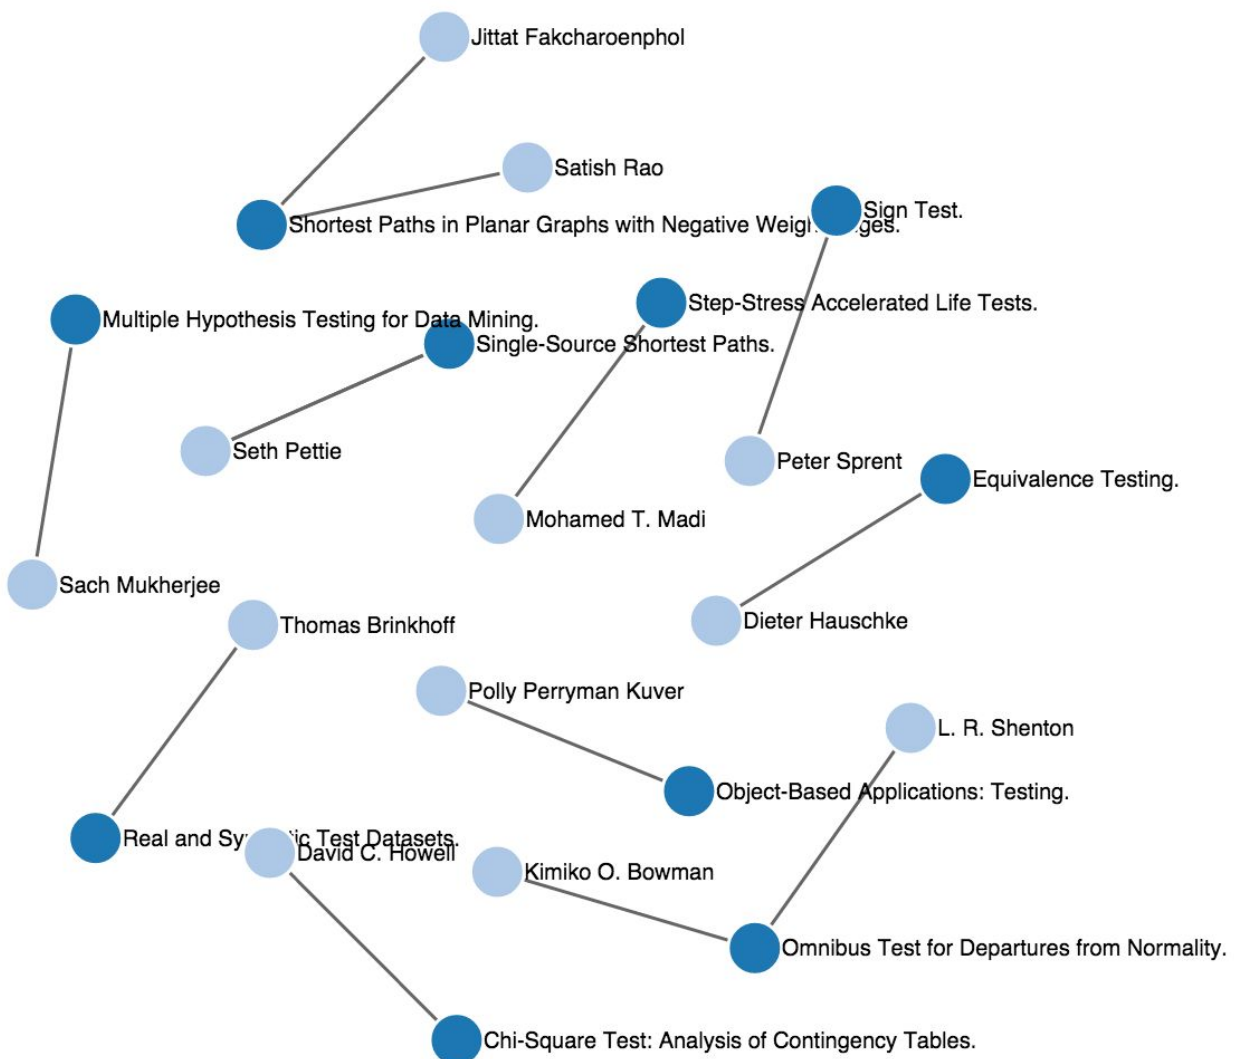 Jittat Fakcharoenphol
Satish Rao
Sign Test.
Shortest Paths in Planar Graphs with Negative
Step-Stress Accelerated Life Tests.
Multiple Hypothesis Testing for Data Mining.
Single-Source Shortest Paths.
Seth Pettie
Peter Sprent
Equivalence Testing.
Mohamed T. Madi
Sach Mukherjee
Dieter Hauschke
Thomas Brinkhoff
Polly Perryman Kuver
L. R. Shenton
Object-Based Applications: Testing.
Real and Test Datasets.
David C. Howell
Kimiko O. Bowman
Omnibus Test for Departures from Normality.
Chi-Square Test: Analysis of Contingency Tables.